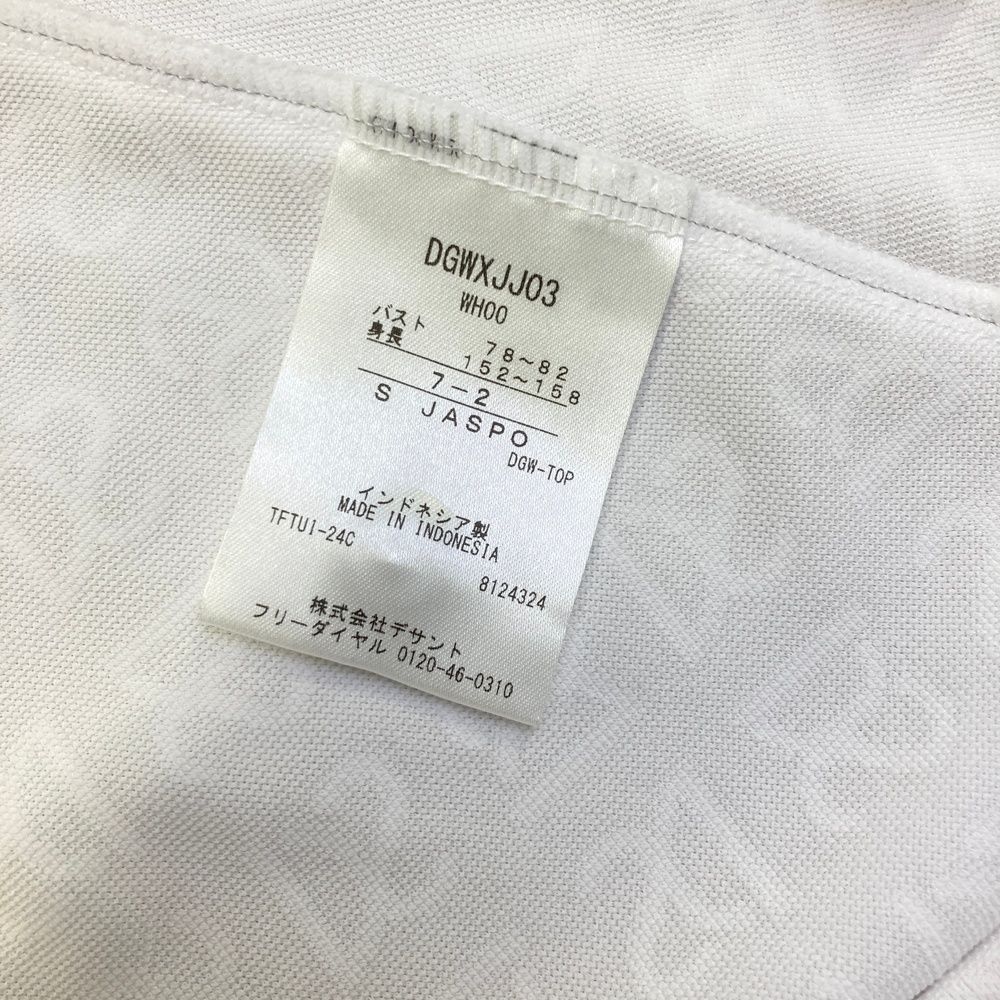 DGWXJJ03
WH00
バスト 78～82
身長 152～158
7-2
S JASPO
DGW-TOP
インドネシア製
MADE IN INDONESIA
TFTUI-24C
8124324
株式会社デサント
フリーダイヤル 0120-46-0310